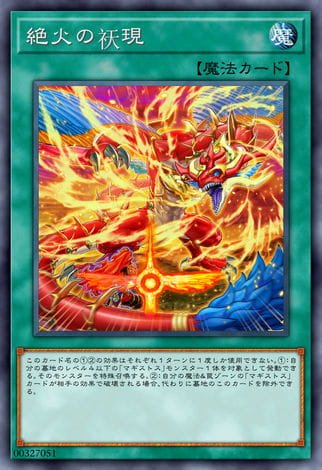 絶火の祆現
魔
【魔法カード】
このカード名の①②の効果はそれぞれ1ターンに1度しか使用できない。①:自
分の墓地のレベル4以下の「マギストス」モンスター1体を対象として発動でき
る。そのモンスターを特殊召喚する。②:自分の魔法&罠ゾーンの「マギストス」
カードが相手の効果で破壊される場合、代わりに墓地のこのカードを除外でき
る。
00327051